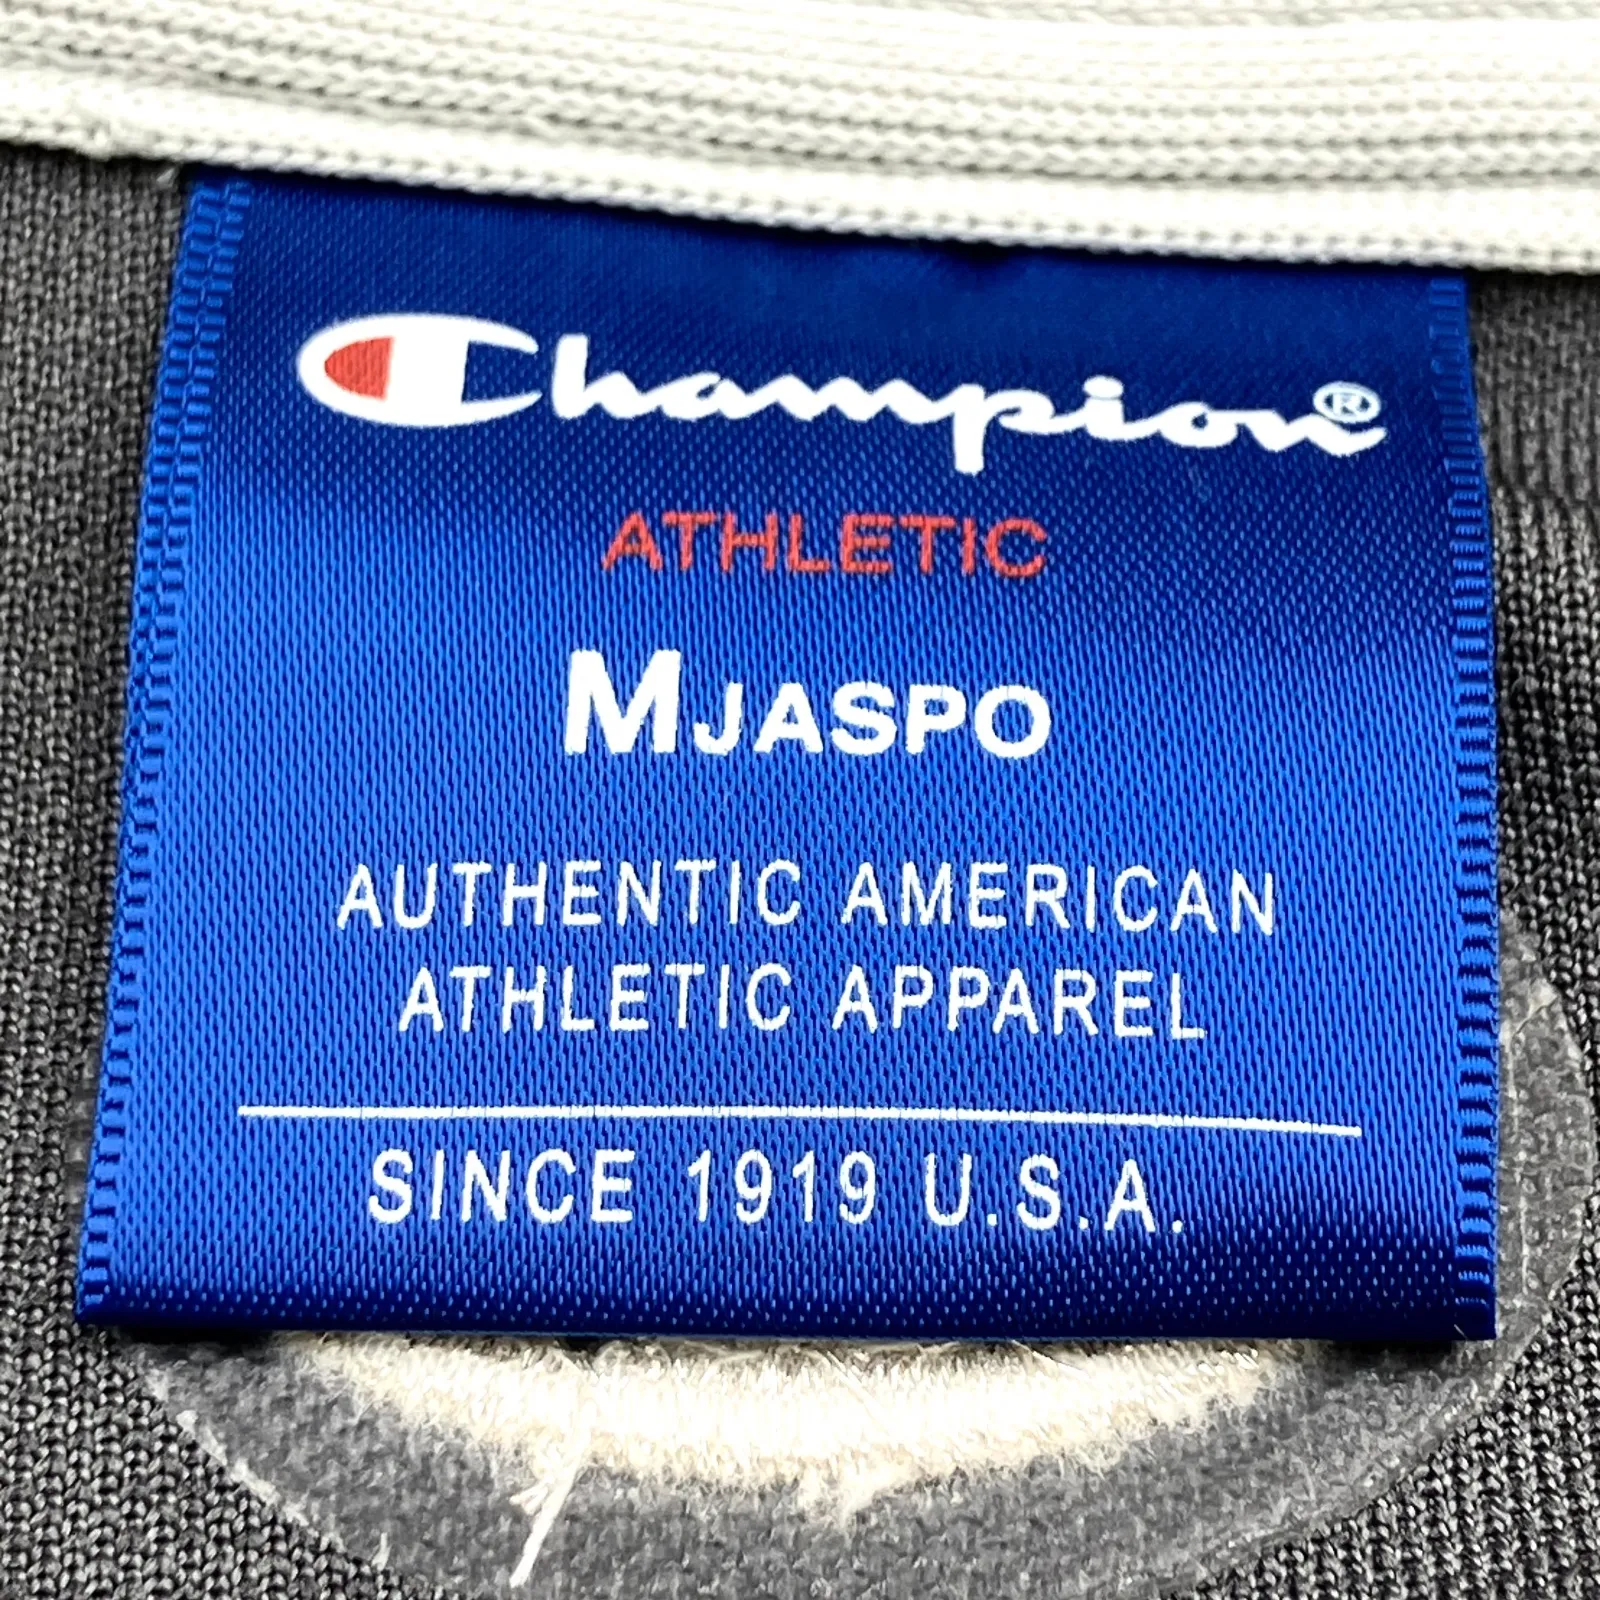 Champion®
ATHLETIC
MJASPO
AUTHENTIC AMERICAN
ATHLETIC APPAREL
SINCE 1919 U.S.A.